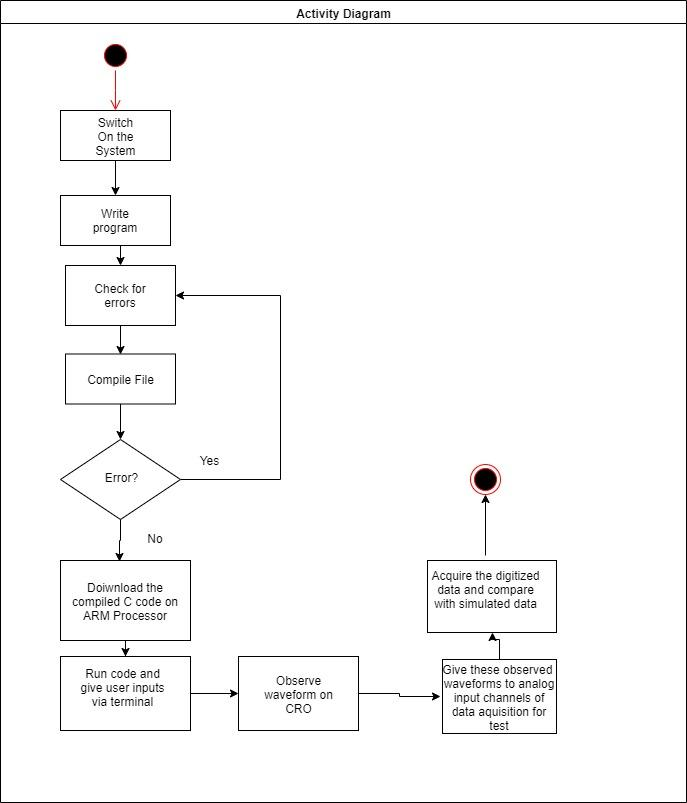 Activity Diagram
Switch
On the
System
Write
program
Check for
errors
Compile File
Error?
Yes
No
Doiwnload the
compiled C code on
ARM Processor
Run code and
give user inputs
via terminal
Observe
waveform on
CRO
Give these observed
waveforms to analog
input channels of
data aquisition for
test
Acquire the digitized
data and compare
with simulated data